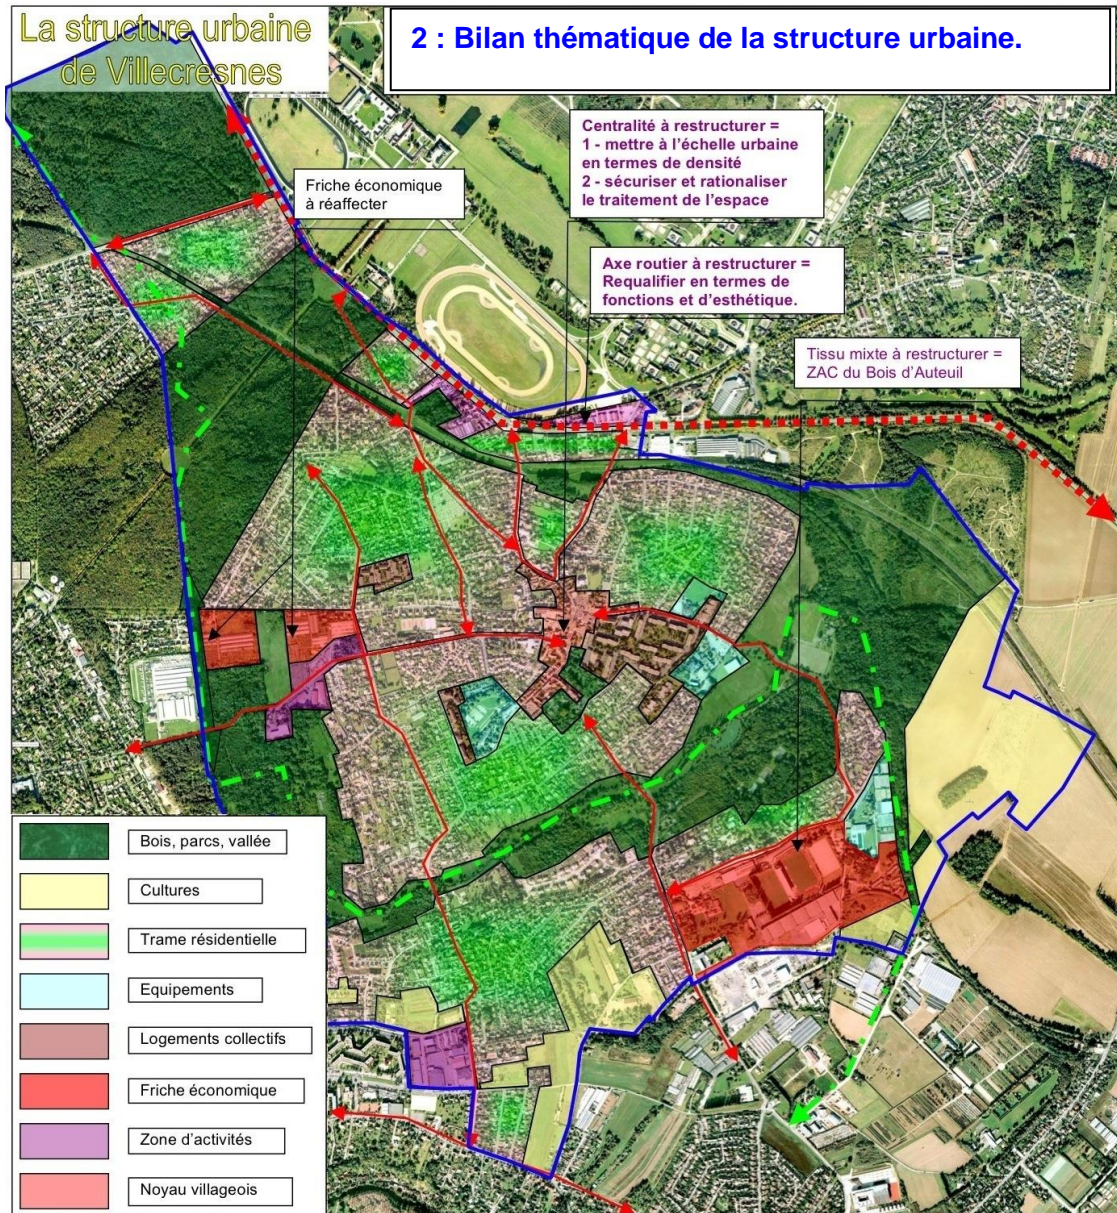 La structure urbaine
de Villecresnes
2 : Bilan thématique de la structure urbaine.
Centralité à restructurer =
1 - mettre à l'échelle urbaine
en termes de densité
2 - sécuriser et rationaliser
le traitement de l'espace
Friche économique
à réaffecter
Axe routier à restructurer =
Requalifier en termes de
fonctions et d'esthétique.
Tissu mixte à restructurer =
ZAC du Bois d'Auteuil
Bois, parcs, vallée
Cultures
Trame résidentielle
Equipements
Logements collectifs
Friche économique
Zone d'activités
Noyau villageois